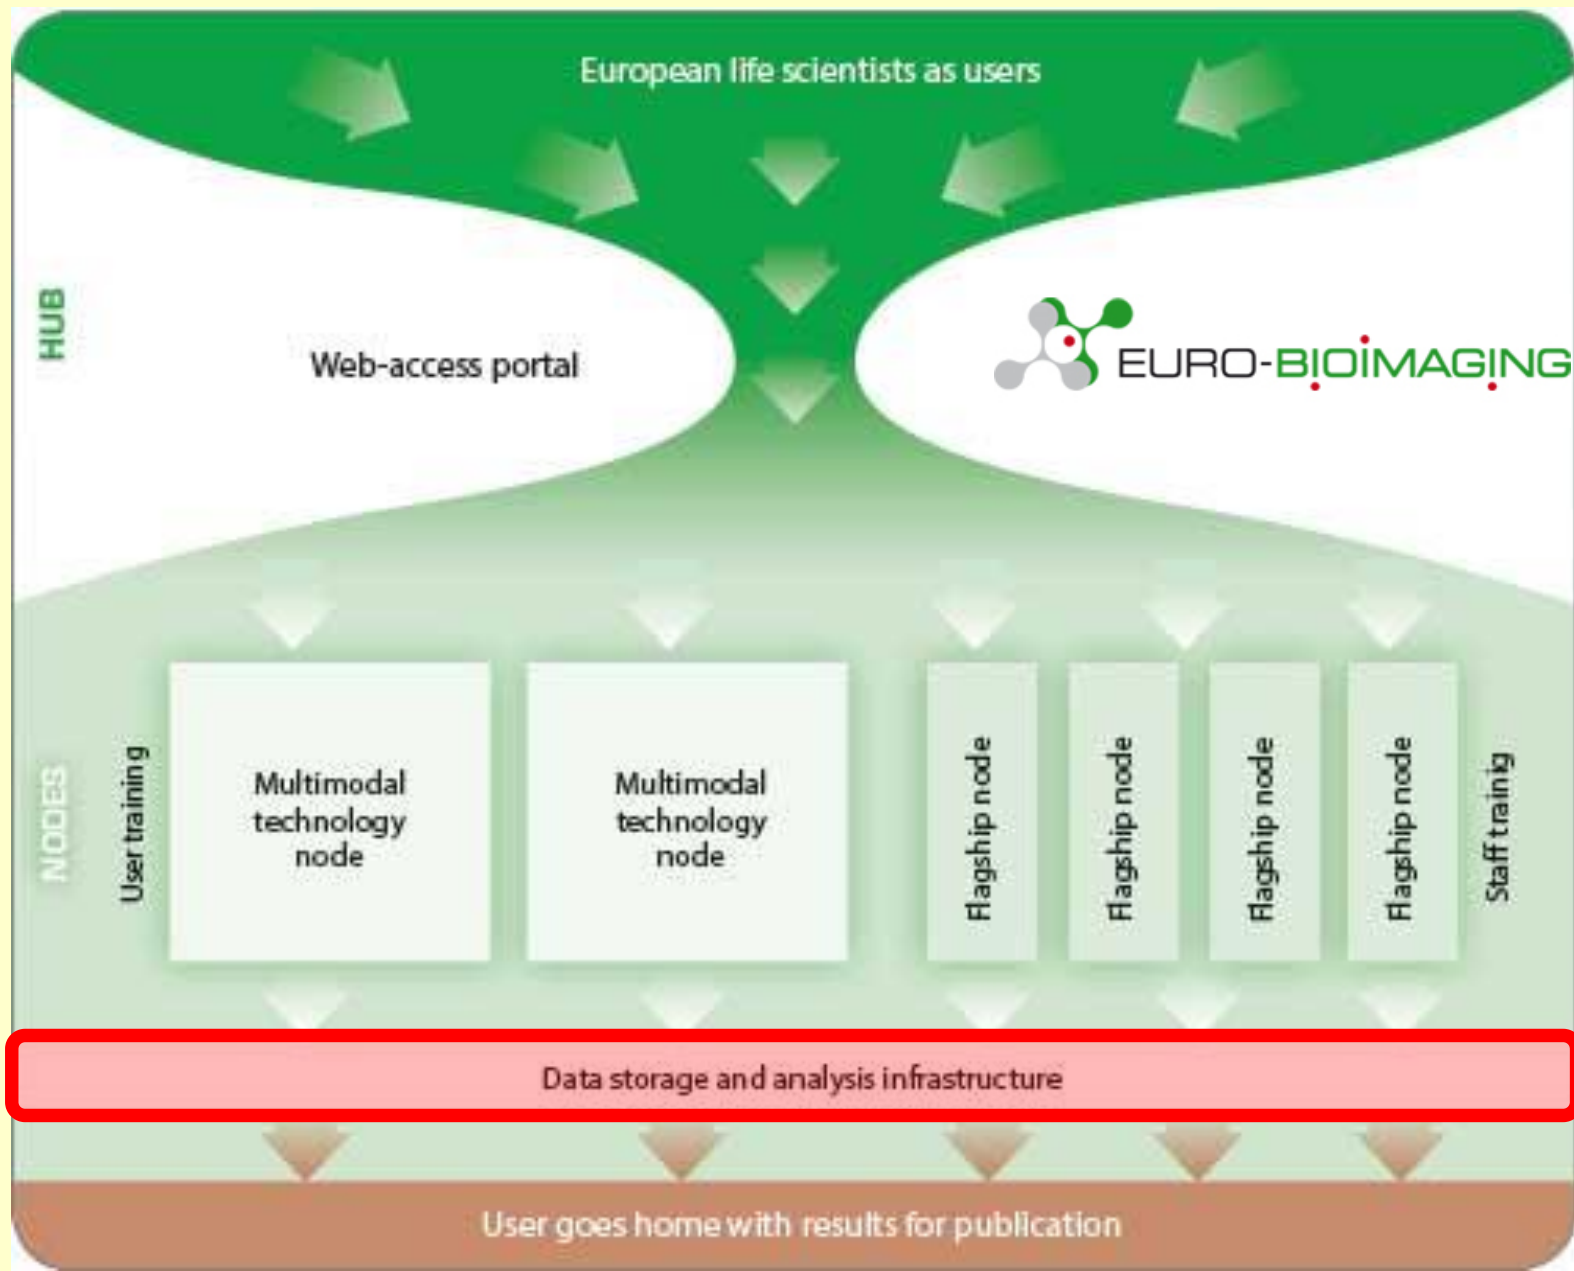 European life scientists as users
HUB
Web-access portal
EURO-BIOIMAGING
NODES
User training
Multimodal
technology
node
Multimodal
technology
node
Flagship node
Flagship node
Flagship node
Flagship node
Staff trainig
Data storage and analysis infrastructure
User goes home with results for publication